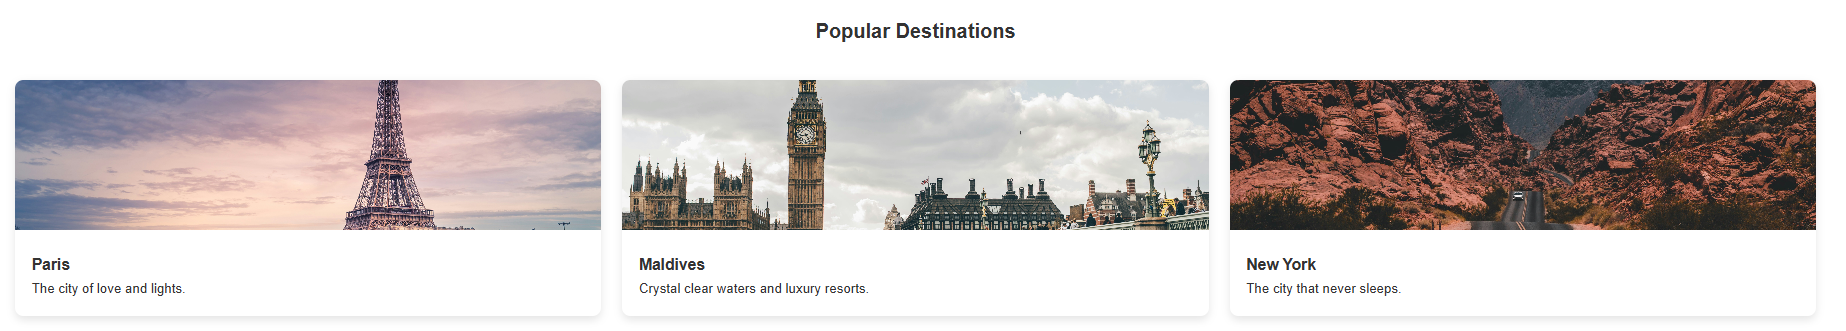 Popular Destinations
Paris
The city of love and lights.
Maldives
Crystal clear waters and luxury resorts.
New York
The city that never sleeps.